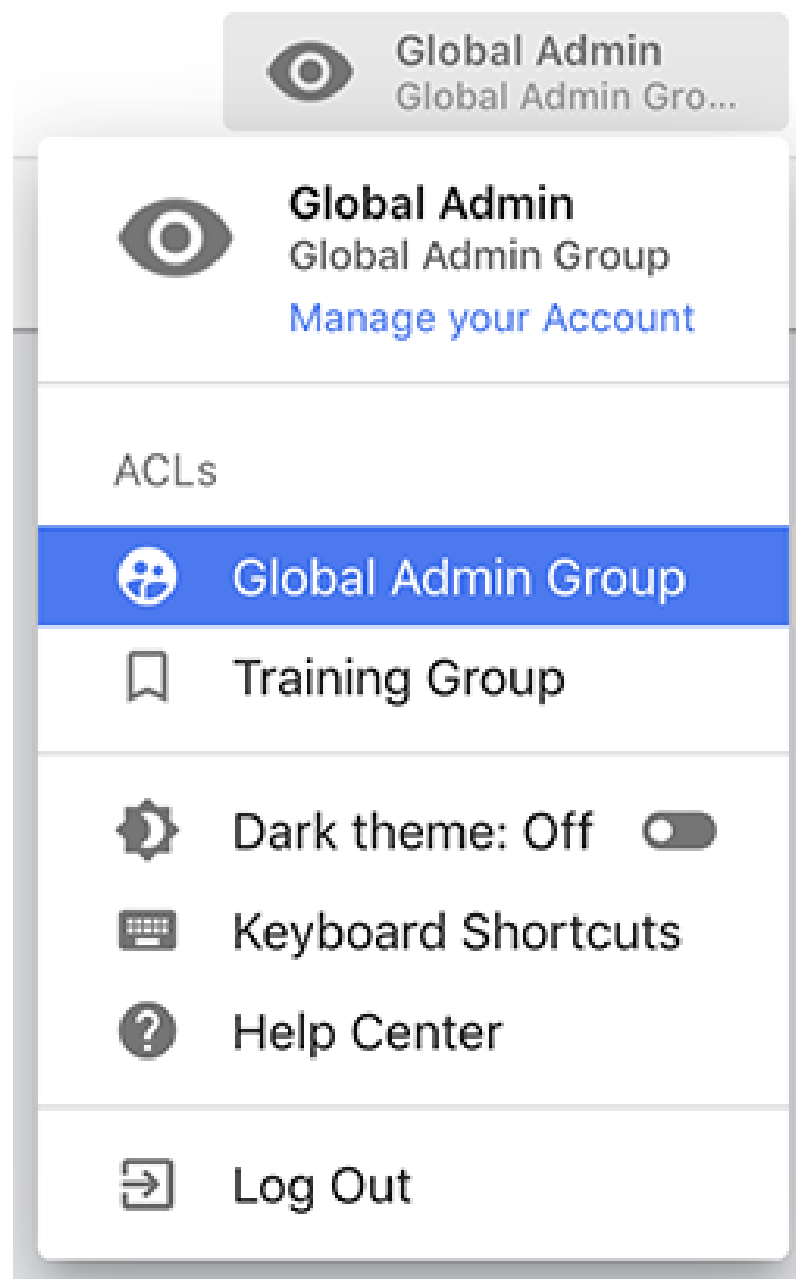 Global Admin
Global Admin Gro...
Global Admin
Global Admin Group
Manage your Account
ACLs
Global Admin Group
Training Group
Dark theme: Off
Keyboard Shortcuts
Help Center
Log Out